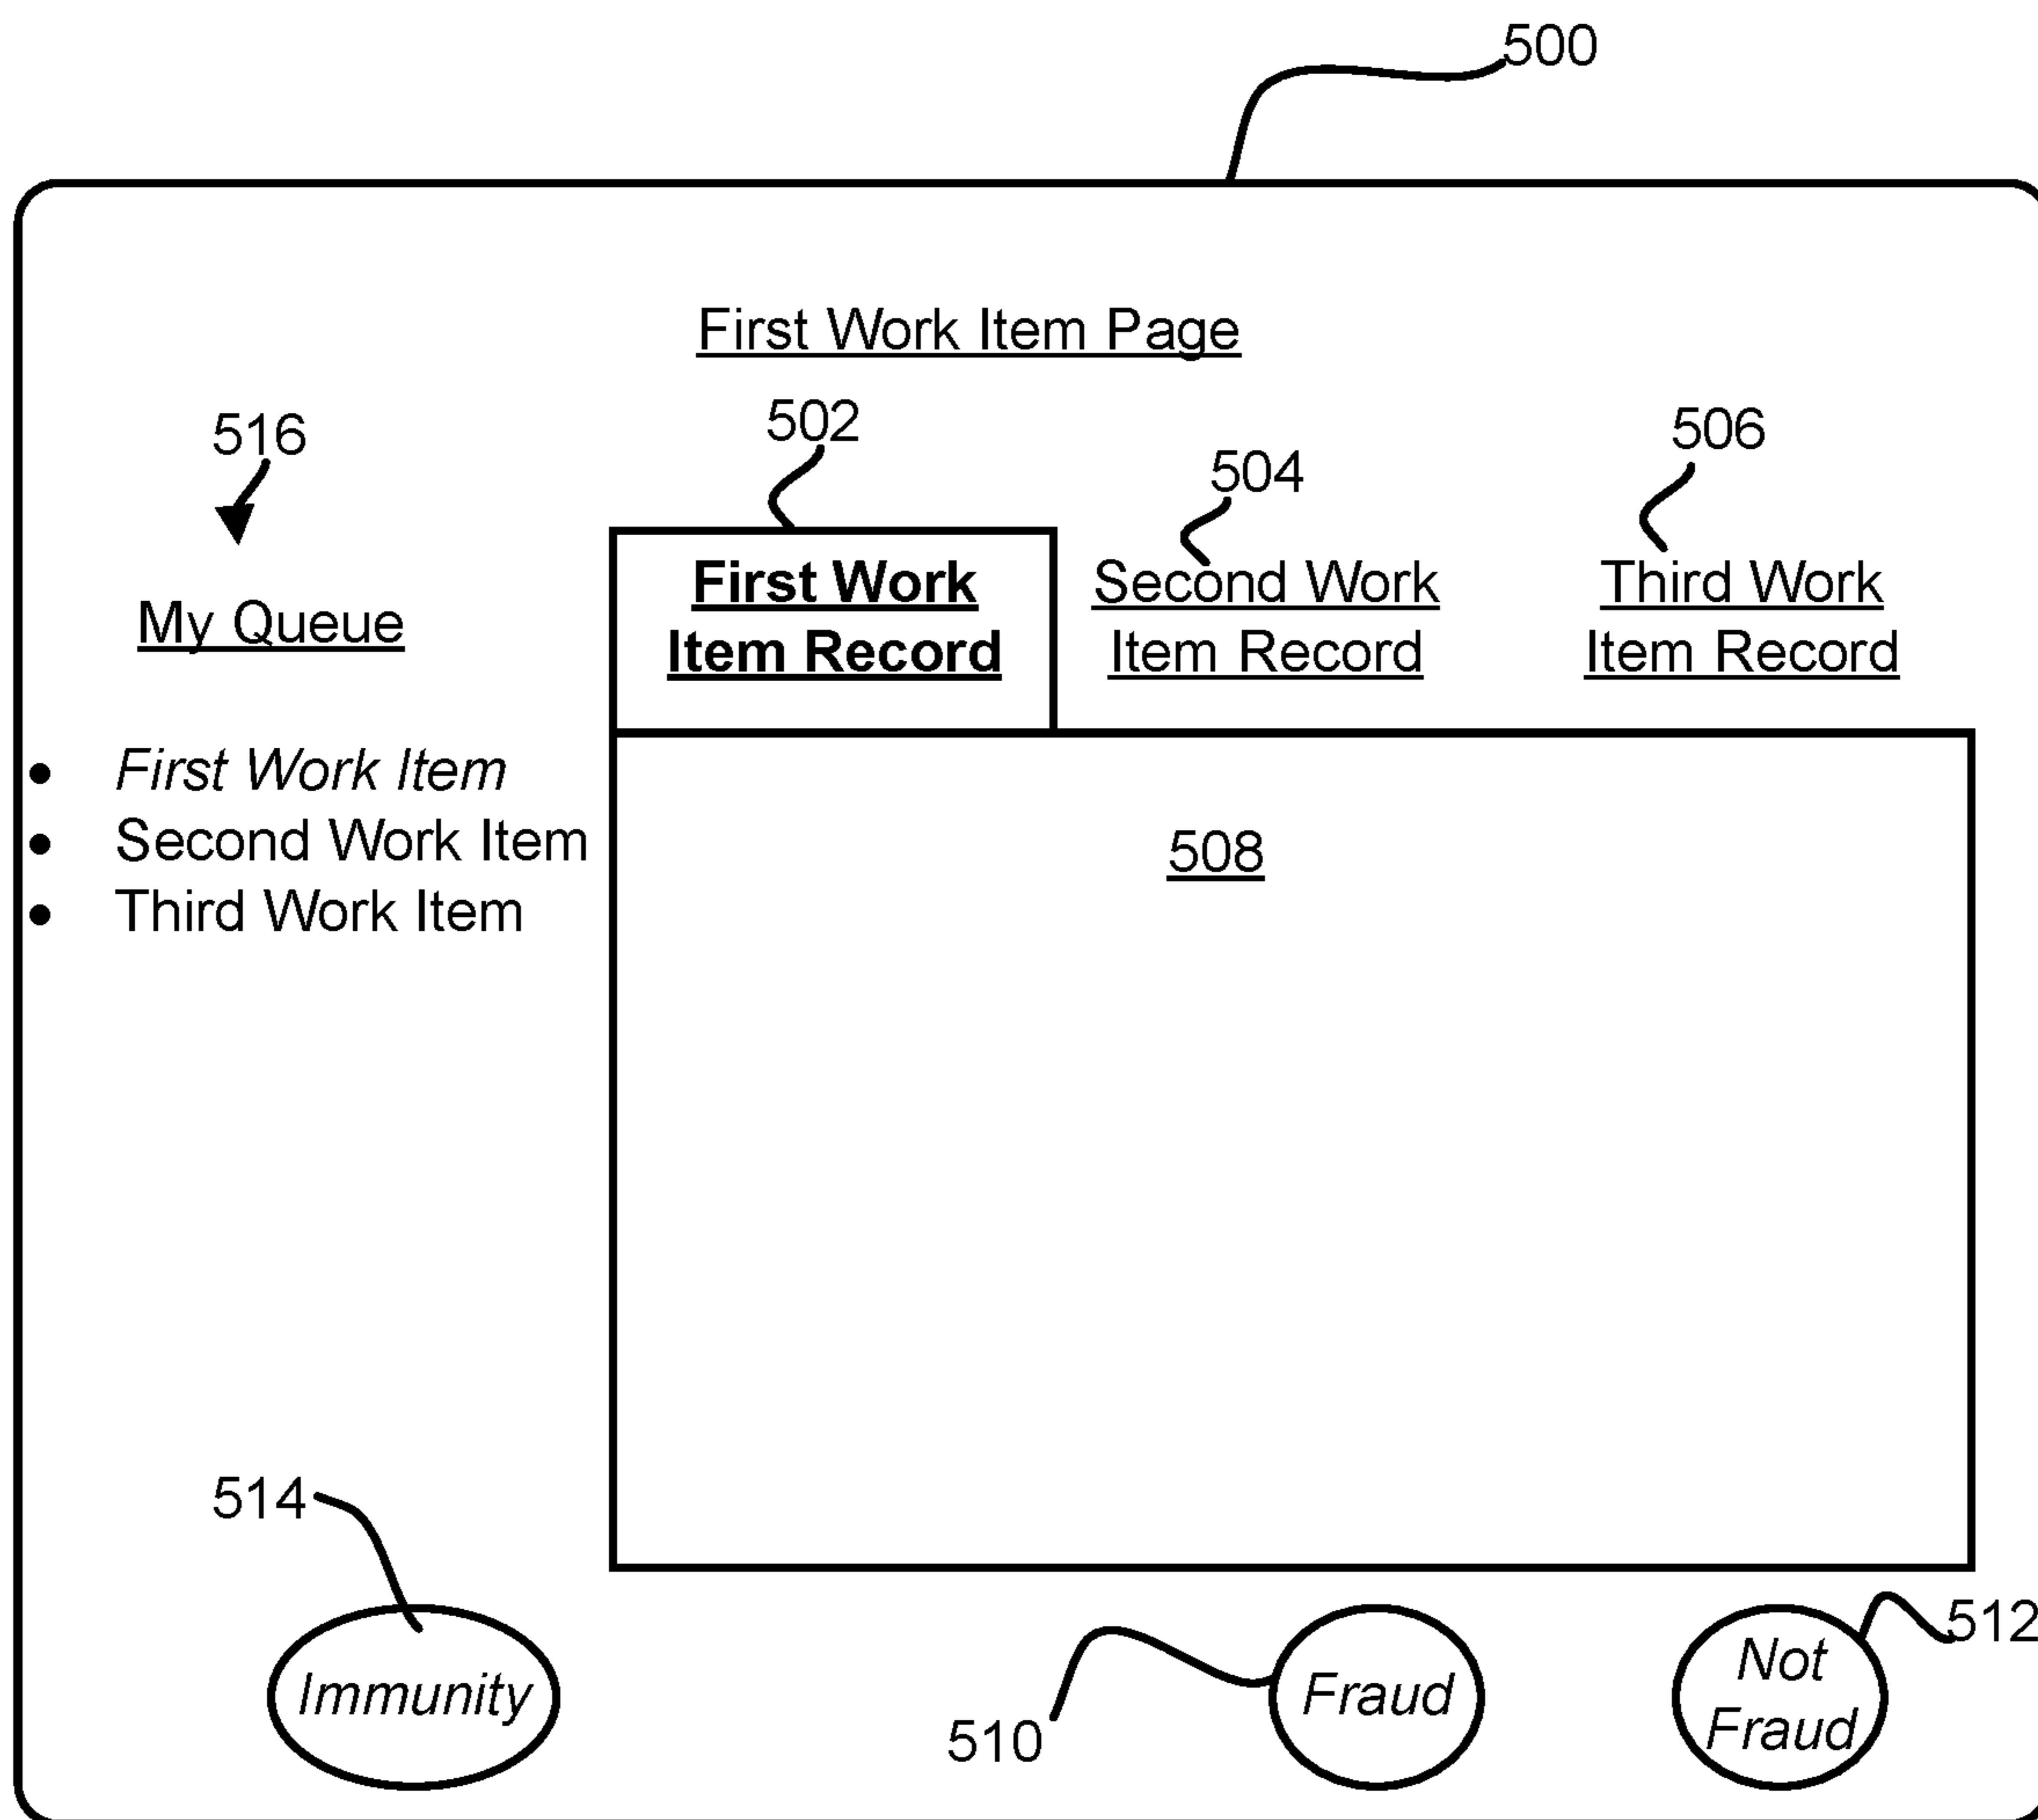 500
First Work Item Page
516
502
504
506
My Queue
First Work
Item Record
Second Work
Item Record
Third Work
Item Record
• First Work Item
• Second Work Item
• Third Work Item
508
514
Immunity
510
Fraud
512
Not
Fraud